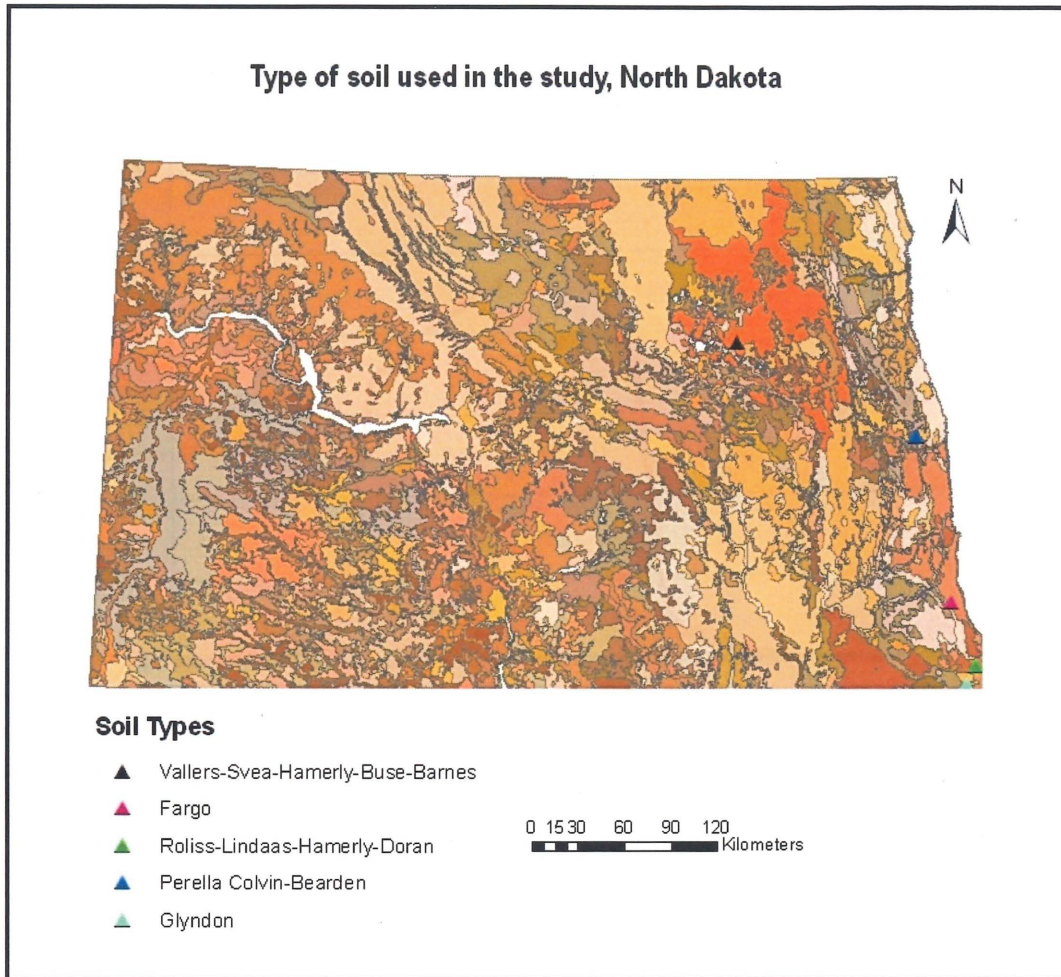 Type of soil used in the study, North Dakota
N
Soil Types
Vallers-Svea-Hamerly-Buse-Barnes
Fargo
Roliss-Lindaas-Hamerly-Doran
Perella Colvin-Bearden
Glyndon
0 15 30 60 90 120
Kilometers